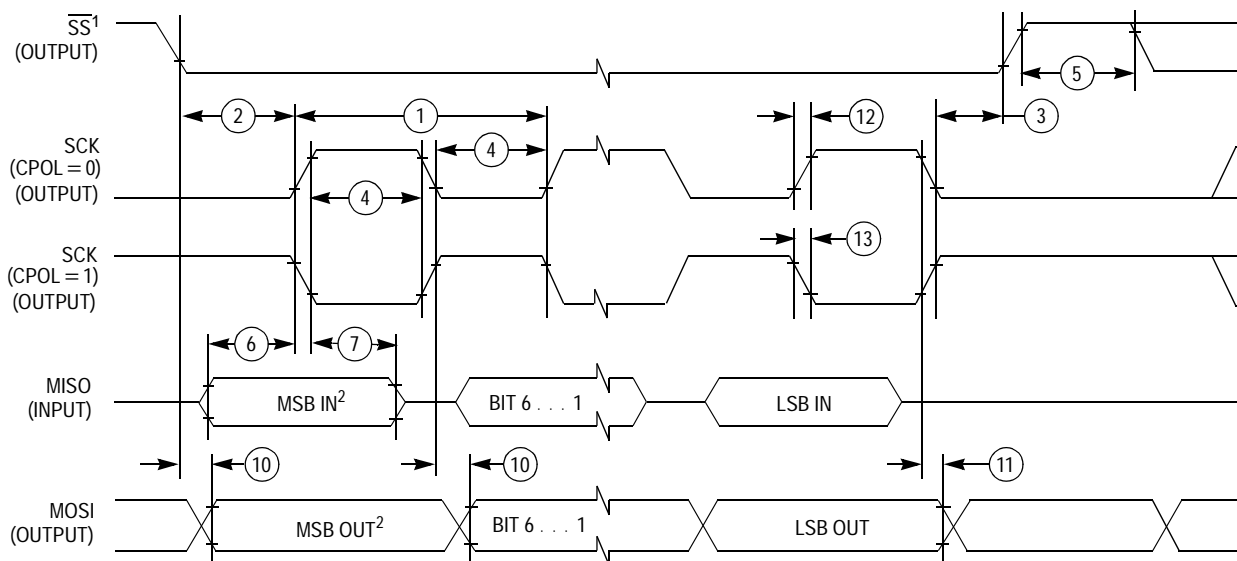 SS¹
(OUTPUT)
5
2
1
12
3
SCK
(CPOL = 0)
(OUTPUT)
4
4
SCK
(CPOL = 1)
(OUTPUT)
13
6
7
MISO
(INPUT)
MSB IN²
BIT 6 . . . 1
LSB IN
10
10
11
MOSI
(OUTPUT)
MSB OUT²
BIT 6 . . . 1
LSB OUT